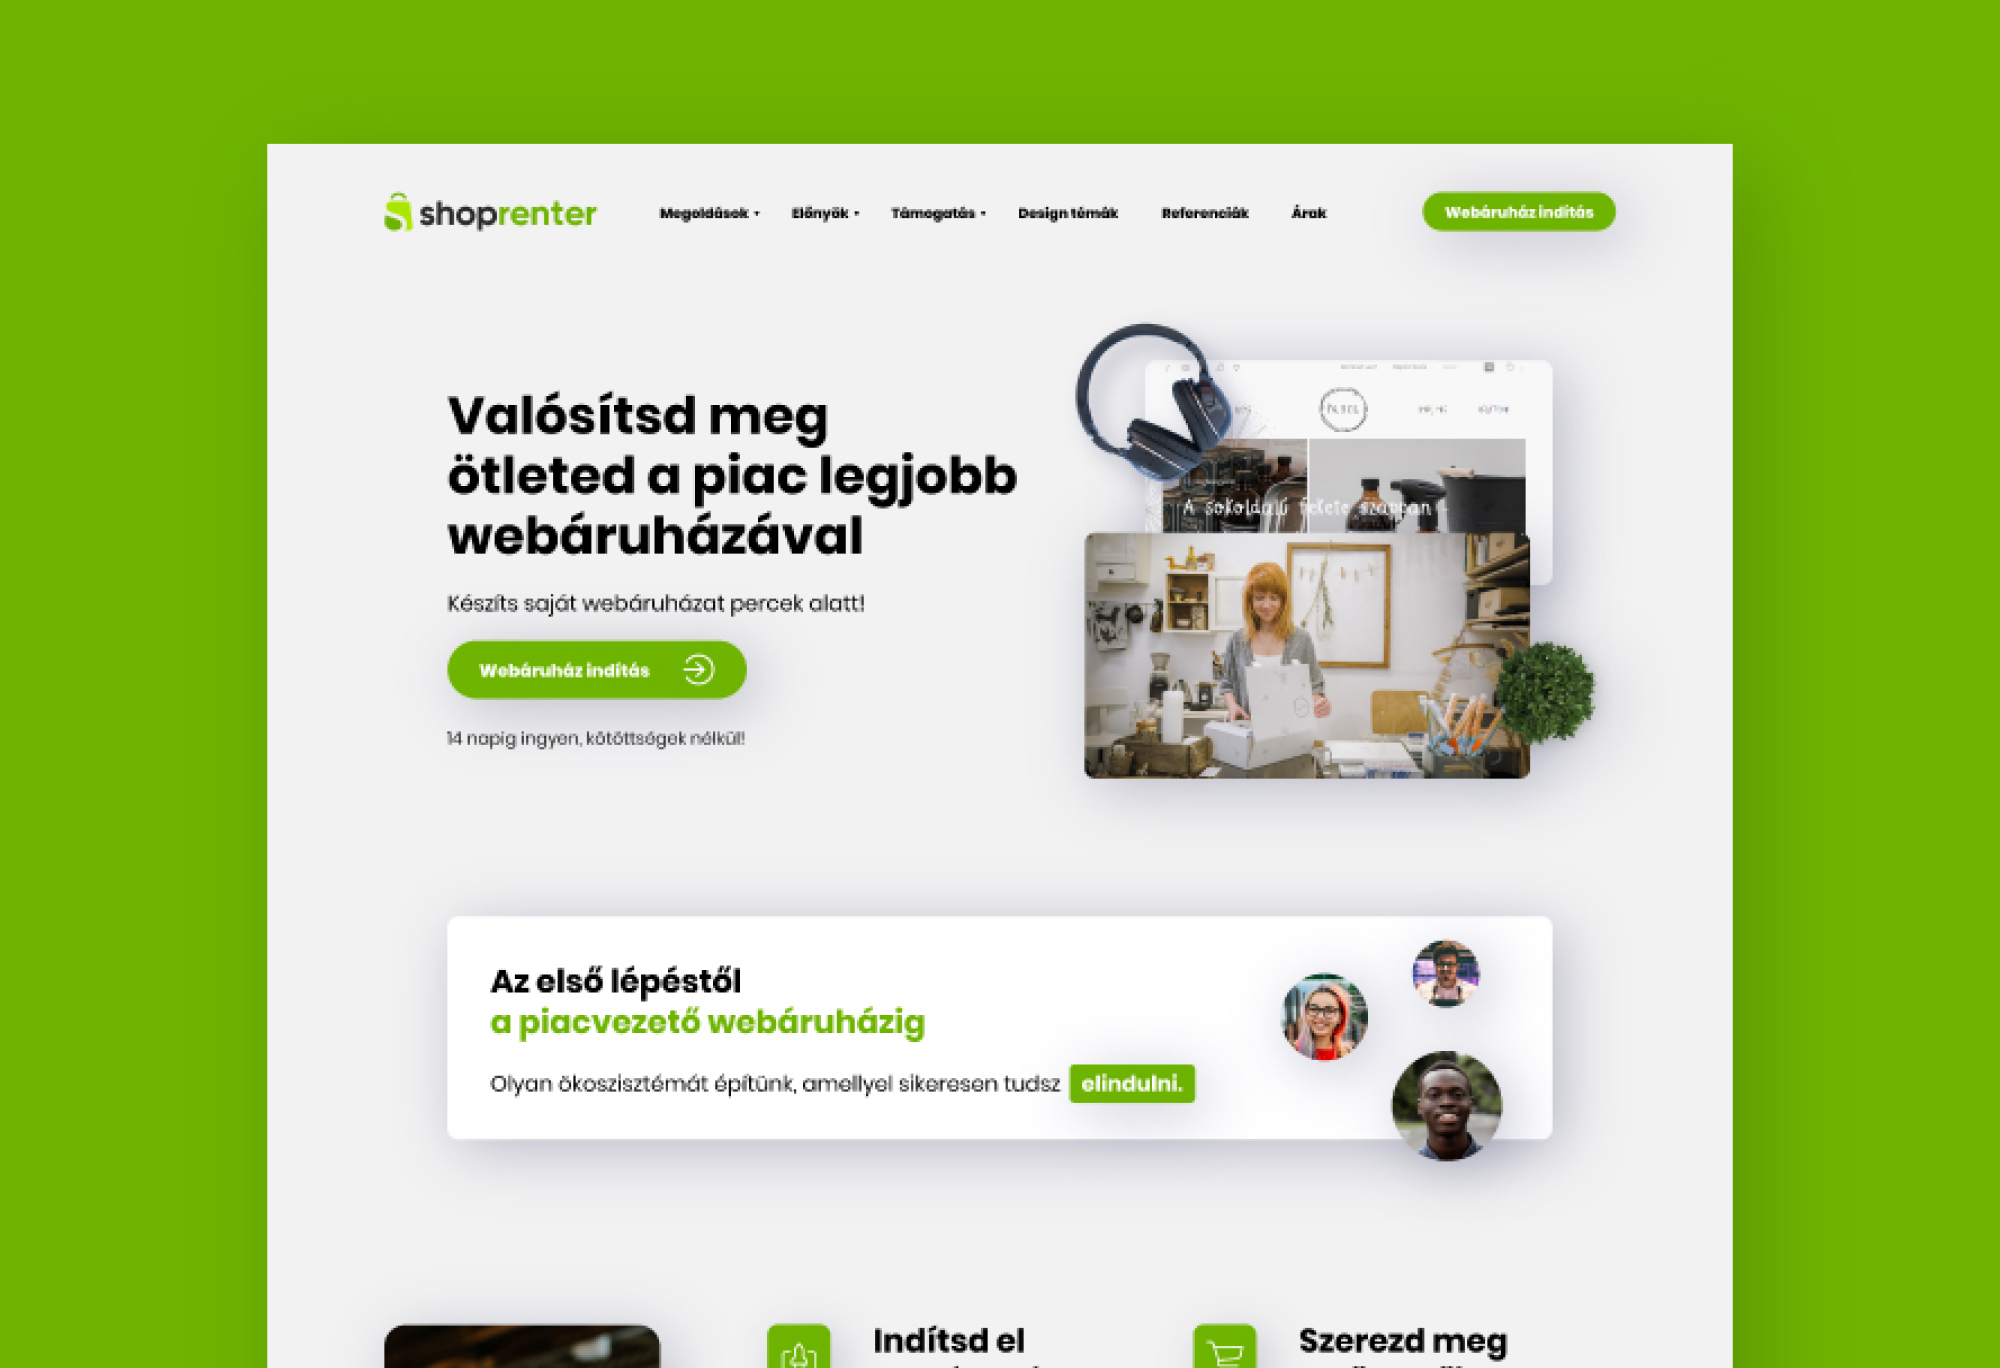 shoprenter
Megoldások
Előnyök
Támogatás
Design témák
Referenciák
Árak
Webáruház indítás
Valósítsd meg
ötleted a piac legjobb
webáruházával
Készíts saját webáruházat percek alatt!
Webáruház indítás
14 napig ingyen, kötöttségek nélkül!
A sokoldalú fekete szappan
Az első lépéstől
a piacvezető webáruházig
Olyan ökoszisztémát építünk, amellyel sikeresen tudsz elindulni.
Indítsd el
Szerezd meg